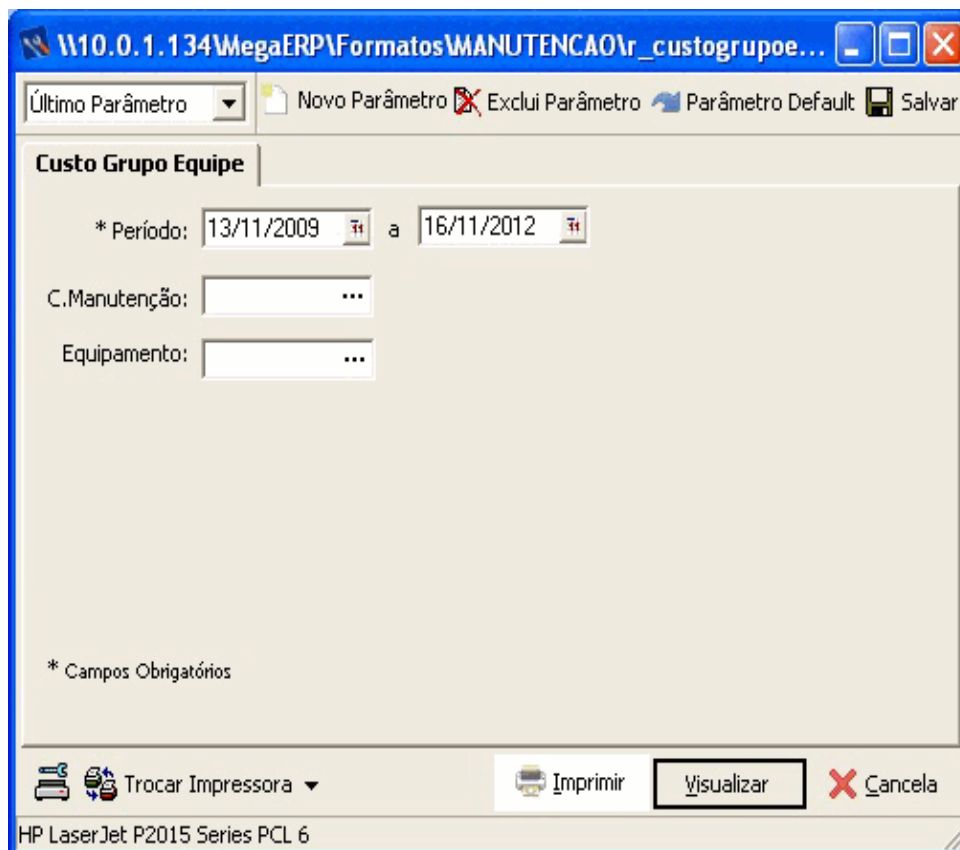 \\10.0.1.134\MegaERP\Formatos\MANUTENCAO\r_custogrupoe...
Último Parâmetro Novo Parâmetro Exclui Parâmetro Parâmetro Default Salvar
Custo Grupo Equipe
* Período: 13/11/2009 a 16/11/2012
C.Manutenção: ...
Equipamento: ...
* Campos Obrigatórios
Trocar Impressora Imprimir Visualizar Cancela
HP LaserJet P2015 Series PCL 6